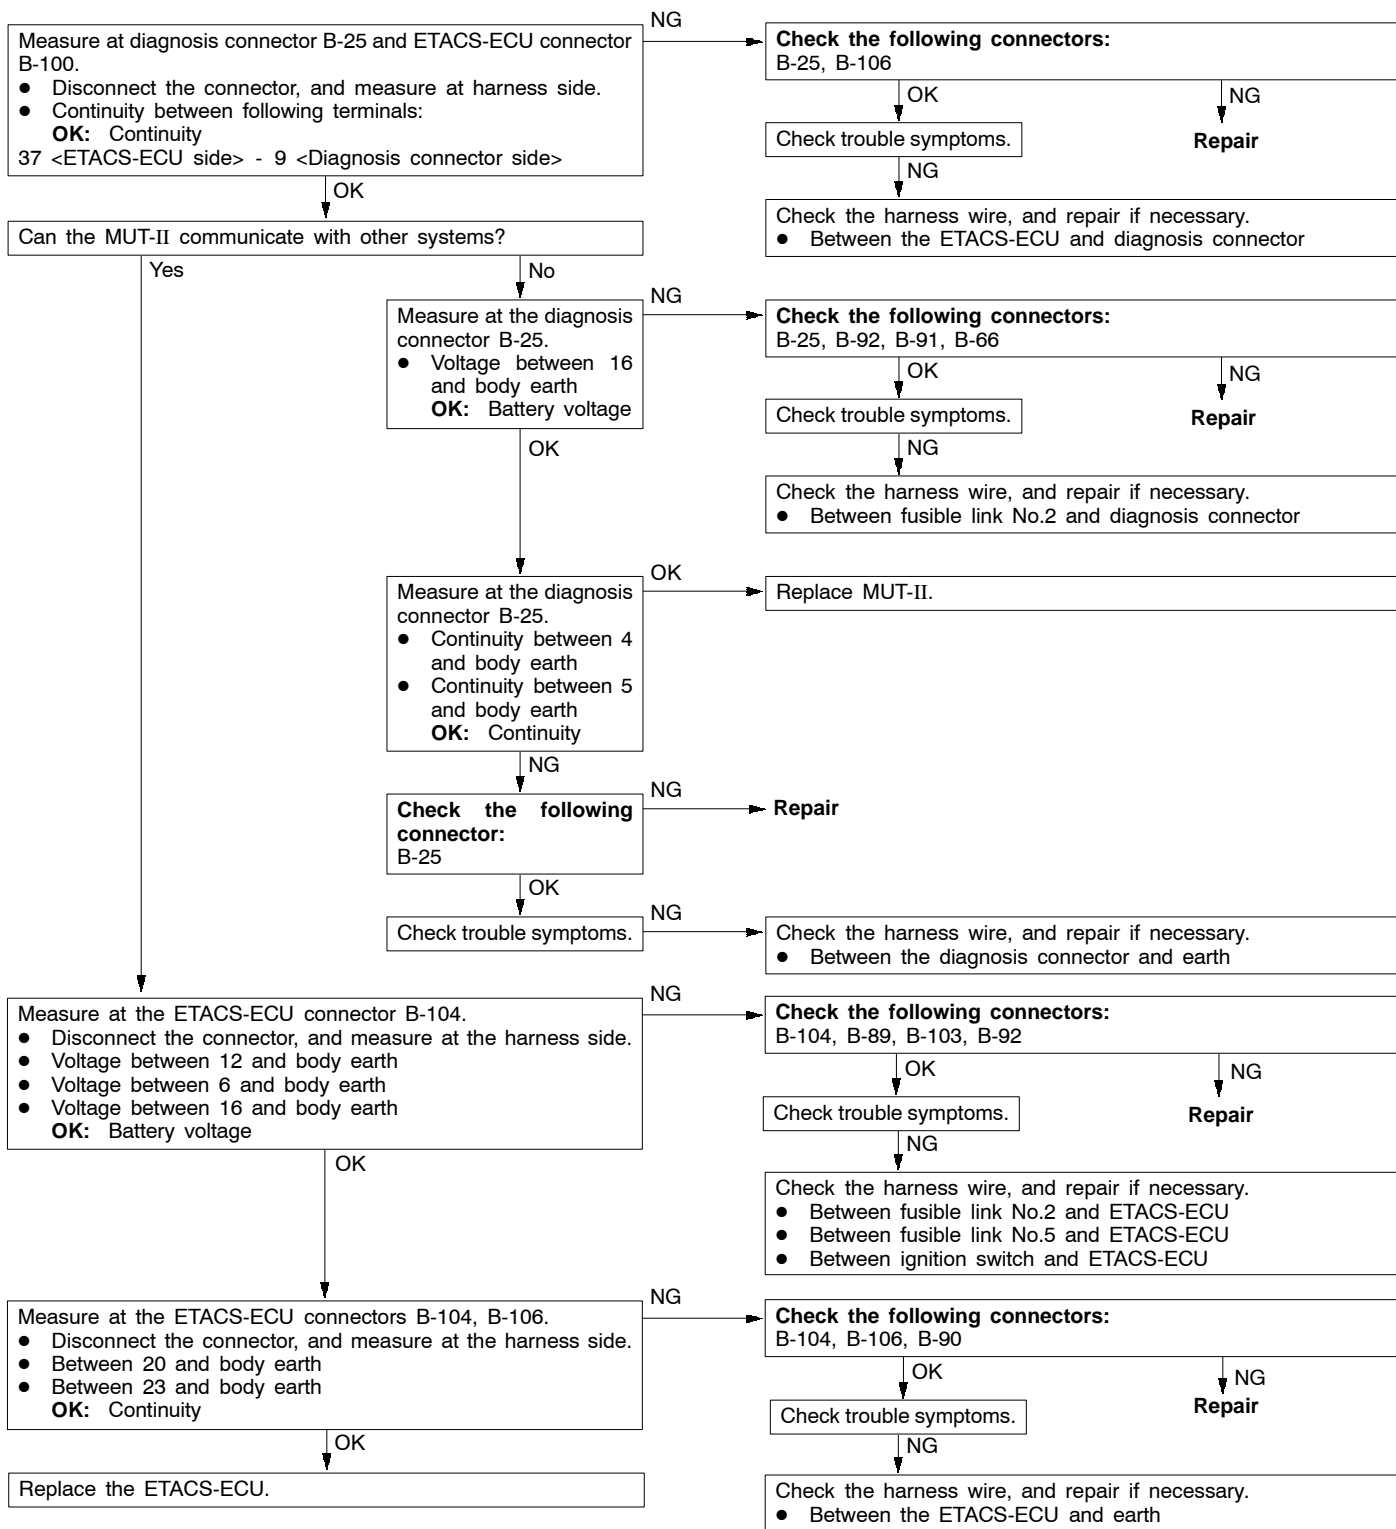 NG
Measure at diagnosis connector B-25 and ETACS-ECU connector
B-100.
● Disconnect the connector, and measure at harness side.
● Continuity between following terminals:
OK: Continuity
37 <ETACS-ECU side> - 9 <Diagnosis connector side>
Check the following connectors:
B-25, B-106
OK
NG
Check trouble symptoms.
Repair
NG
Check the harness wire, and repair if necessary.
● Between the ETACS-ECU and diagnosis connector
OK
Can the MUT-II communicate with other systems?
Yes
No
Measure at the diagnosis
connector B-25.
● Voltage between 16
and body earth
OK: Battery voltage
NG
Check the following connectors:
B-25, B-92, B-91, B-66
OK
NG
Check trouble symptoms.
Repair
NG
Check the harness wire, and repair if necessary.
● Between fusible link No.2 and diagnosis connector
OK
Measure at the diagnosis
connector B-25.
● Continuity between 4
and body earth
● Continuity between 5
and body earth
OK: Continuity
OK
Replace MUT-II.
NG
Check the following
connector:
B-25
NG
Repair
OK
Check trouble symptoms.
NG
Check the harness wire, and repair if necessary.
● Between the diagnosis connector and earth
Measure at the ETACS-ECU connector B-104.
● Disconnect the connector, and measure at the harness side.
● Voltage between 12 and body earth
● Voltage between 6 and body earth
● Voltage between 16 and body earth
OK: Battery voltage
NG
Check the following connectors:
B-104, B-89, B-103, B-92
OK
NG
Check trouble symptoms.
Repair
NG
Check the harness wire, and repair if necessary.
● Between fusible link No.2 and ETACS-ECU
● Between fusible link No.5 and ETACS-ECU
● Between ignition switch and ETACS-ECU
OK
Measure at the ETACS-ECU connectors B-104, B-106.
● Disconnect the connector, and measure at the harness side.
● Between 20 and body earth
● Between 23 and body earth
OK: Continuity
NG
Check the following connectors:
B-104, B-106, B-90
OK
NG
Check trouble symptoms.
Repair
NG
Check the harness wire, and repair if necessary.
● Between the ETACS-ECU and earth
OK
Replace the ETACS-ECU.